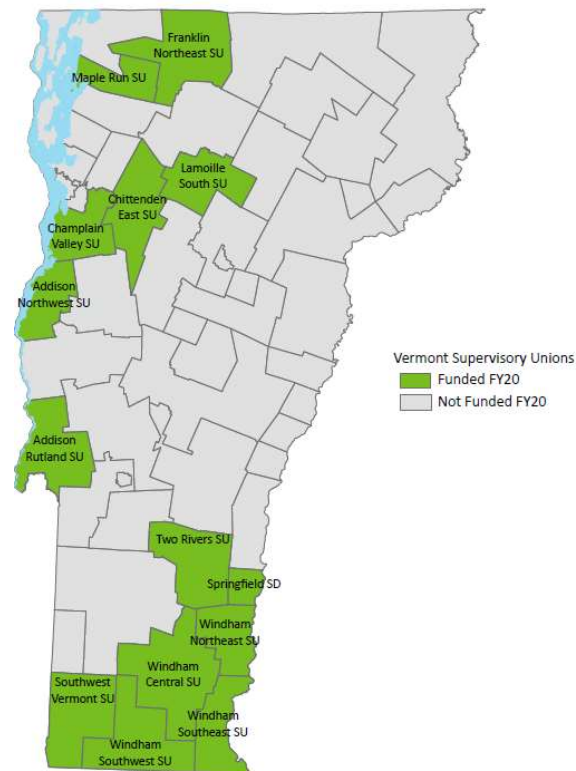 Franklin
Northeast SU
Maple Run SU
Lamoille
South SU
Chittenden
East SU
Champlain
Valley SU
Addison
Northwest SU
Vermont Supervisory Unions
Funded FY20
Not Funded FY20
Addison
Rutland SU
Two Rivers SU
Springfield SD
Windham
Northeast SU
Windham
Central SU
Southwest
Vermont SU
Windham
Southeast SU
Windham
Southwest SU